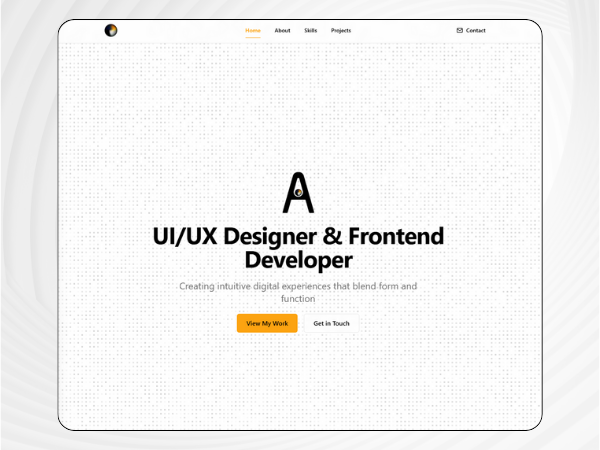 Home About Skills Projects Contact
A
UI/UX Designer & Frontend
Developer
Creating intuitive digital experiences that blend form and
function
View My Work Get in Touch